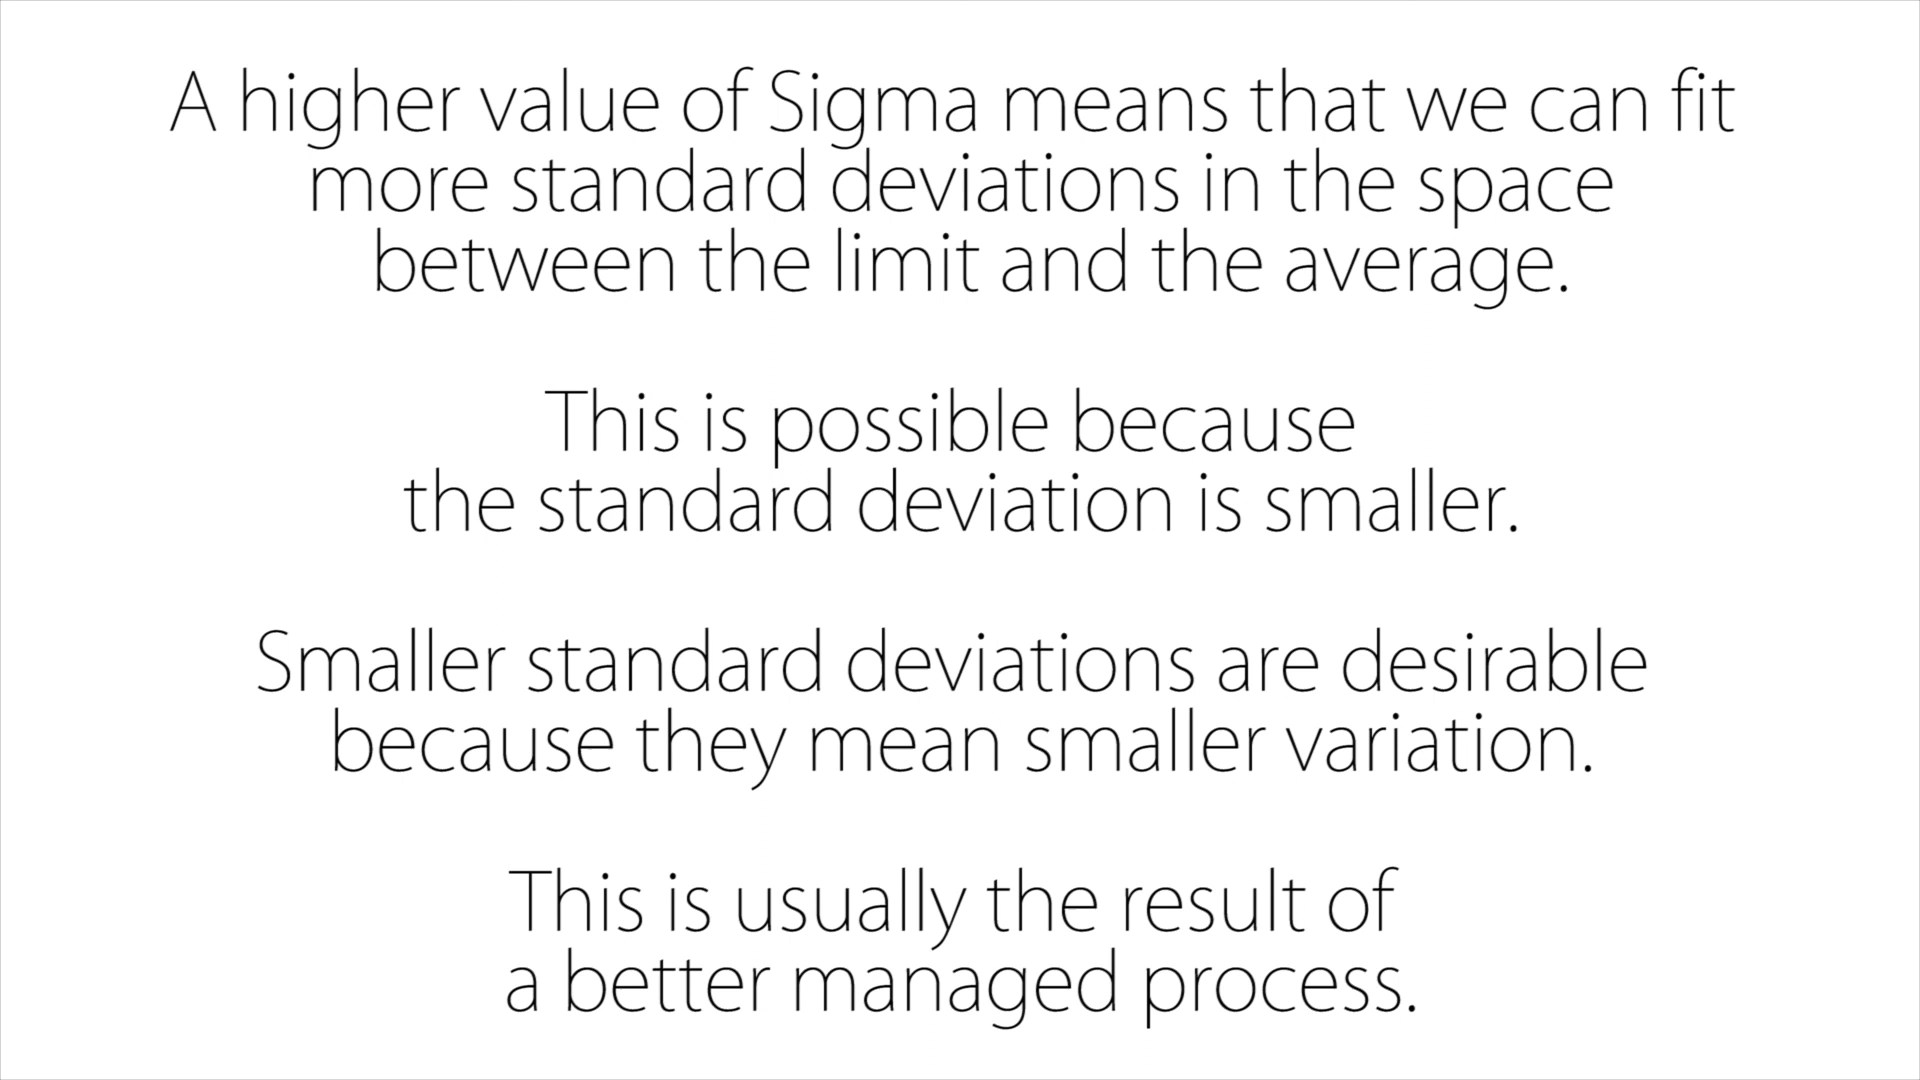 A higher value of Sigma means that we can fit
more standard deviations in the space
between the limit and the average.
This is possible because
the standard deviation is smaller.
Smaller standard deviations are desirable
because they mean smaller variation.
This is usually the result of
a better managed process.